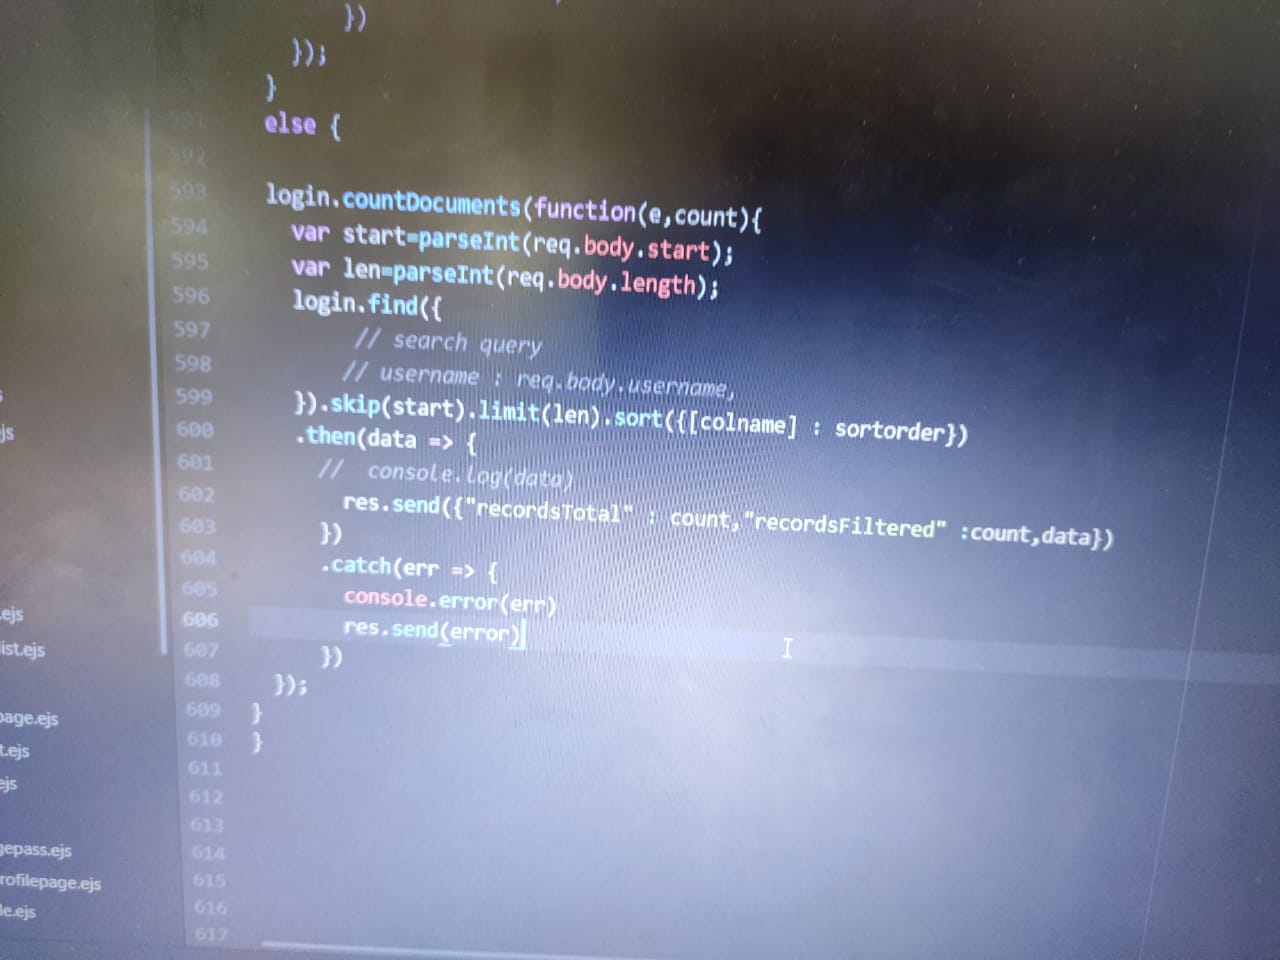 })
});
}
591 else {
592
593 login.countDocuments(function(e,count){
594 var start=parseInt(req.body.start);
595 var len=parseInt(req.body.length);
596 login.find({
597 // search query
598 // username : req.body.username,
599 }).skip(start).limit(len).sort({[colname] : sortorder})
600 .then(data => {
601 // console.log(data)
602 res.send({"recordsTotal" : count,"recordsFiltered" :count,data})
603 })
604 .catch(err => {
605 console.error(err)
606 res.send(error)
607 })
608 });
609 }
610 }
611
612
613
614
615
616
617
js
.ejs
ist.ejs
page.ejs
t.ejs
ejs
gepass.ejs
rofilepage.ejs
le.ejs